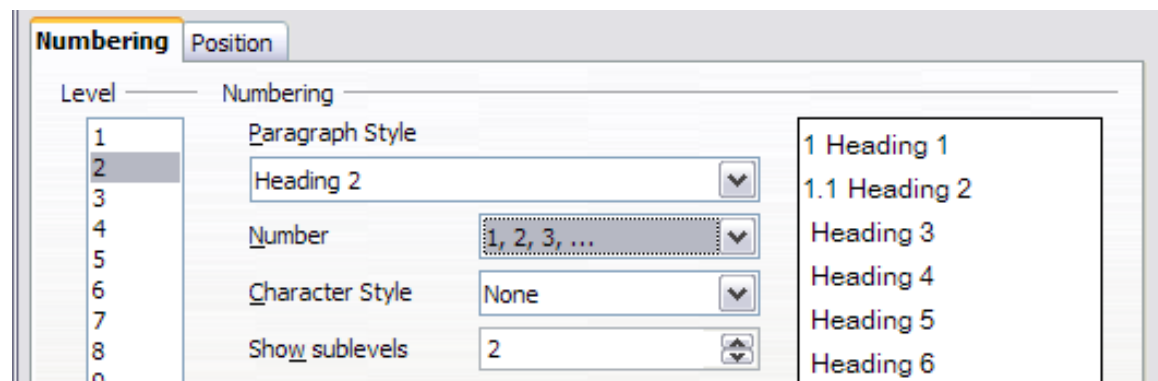 Numbering Position
Level Numbering
1
2
3
4
5
6
7
8
9
Paragraph Style
Heading 2
Number 1, 2, 3, ...
Character Style None
Show sublevels 2
1 Heading 1
1.1 Heading 2
Heading 3
Heading 4
Heading 5
Heading 6